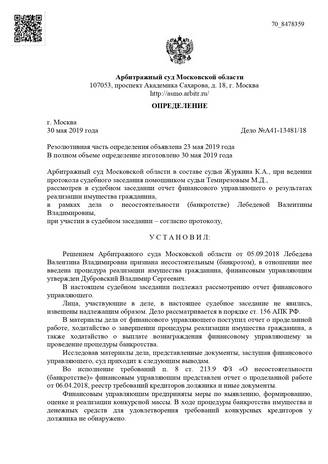 70_8478359
Арбитражный суд Московской области
107053, проспект Академика Сахарова, д. 18, г. Москва
http://asmo.arbitr.ru/
ОПРЕДЕЛЕНИЕ
г. Москва
30 мая 2019 года Дело №А41-13481/18
Резолютивная часть определения объявлена 23 мая 2019 года
В полном объеме определение изготовлено 30 мая 2019 года
Арбитражный суд Московской области в составе судьи Журкина К.А., при ведении
протокола судебного заседания помощником судьи Темирезовым М.Д.,
рассмотрев в судебном заседании отчет финансового управляющего о результатах
реализации имущества гражданина,
в рамках дела о несостоятельности (банкротстве) Лебедевой Валентины
Владимировны,
при участии в судебном заседании – согласно протоколу,
УСТАНОВИЛ:
Решением Арбитражного суда Московской области от 05.09.2018 Лебедева
Валентина Владимировна признана несостоятельным (банкротом), в отношении нее
введена процедура реализации имущества гражданина, финансовым управляющим
утвержден Дубровский Владимир Сергеевич.
В настоящем судебном заседании подлежал рассмотрению отчет финансового
управляющего.
Лица, участвующие в деле, в настоящее судебное заседание не явились,
извещены надлежащим образом. Дело рассматривается в порядке ст. 156 АПК РФ.
В материалы дела от финансового управляющего поступил отчет о проделанной
работе, ходатайство о завершении процедуры реализации имущества гражданина, а
также ходатайство о выплате вознаграждения финансовому управляющему за
проведение процедуры банкротства.
Исследовав материалы дела, представленные документы, заслушав финансового
управляющего, суд приходит к следующим выводам.
Во исполнение требований п. 8 ст. 213.9 ФЗ «О несостоятельности
(банкротстве)» финансовым управляющим представлен отчет о проделанной работе
от 06.04.2018, реестр требований кредиторов должника и иные документы.
Финансовым управляющим предприняты меры по выявлению, формированию,
оценке и реализации конкурсной массы. В ходе процедуры банкротства имущества и
денежных средств для удовлетворения требований конкурсных кредиторов у
должника не обнаружено.